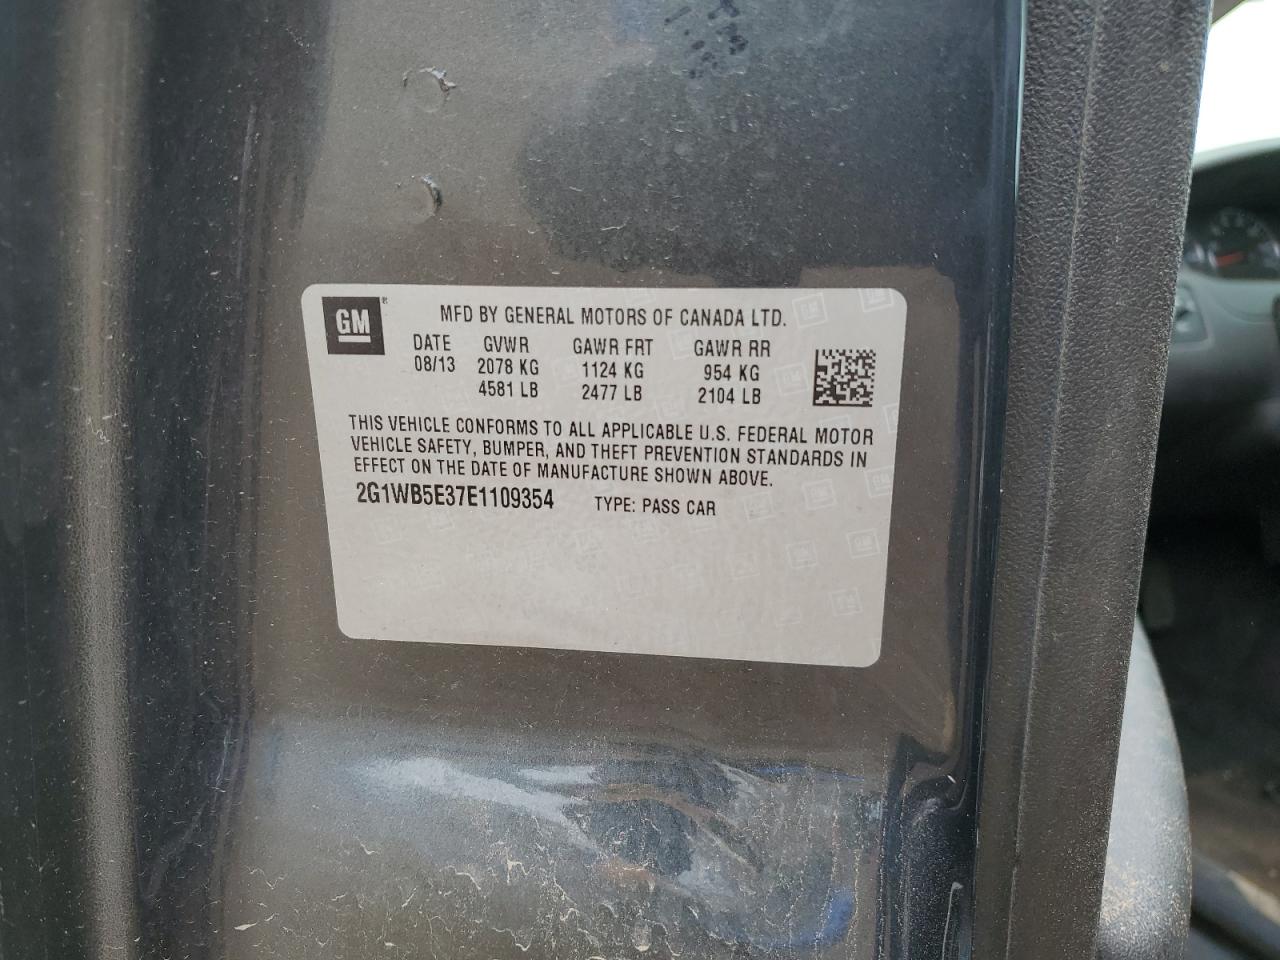 GM ®
MFD BY GENERAL MOTORS OF CANADA LTD.
DATE GVWR GAWR FRT GAWR RR
08/13 2078 KG 1124 KG 954 KG
4581 LB 2477 LB 2104 LB
THIS VEHICLE CONFORMS TO ALL APPLICABLE U.S. FEDERAL MOTOR
VEHICLE SAFETY, BUMPER, AND THEFT PREVENTION STANDARDS IN
EFFECT ON THE DATE OF MANUFACTURE SHOWN ABOVE.
2G1WB5E37E1109354 TYPE: PASS CAR